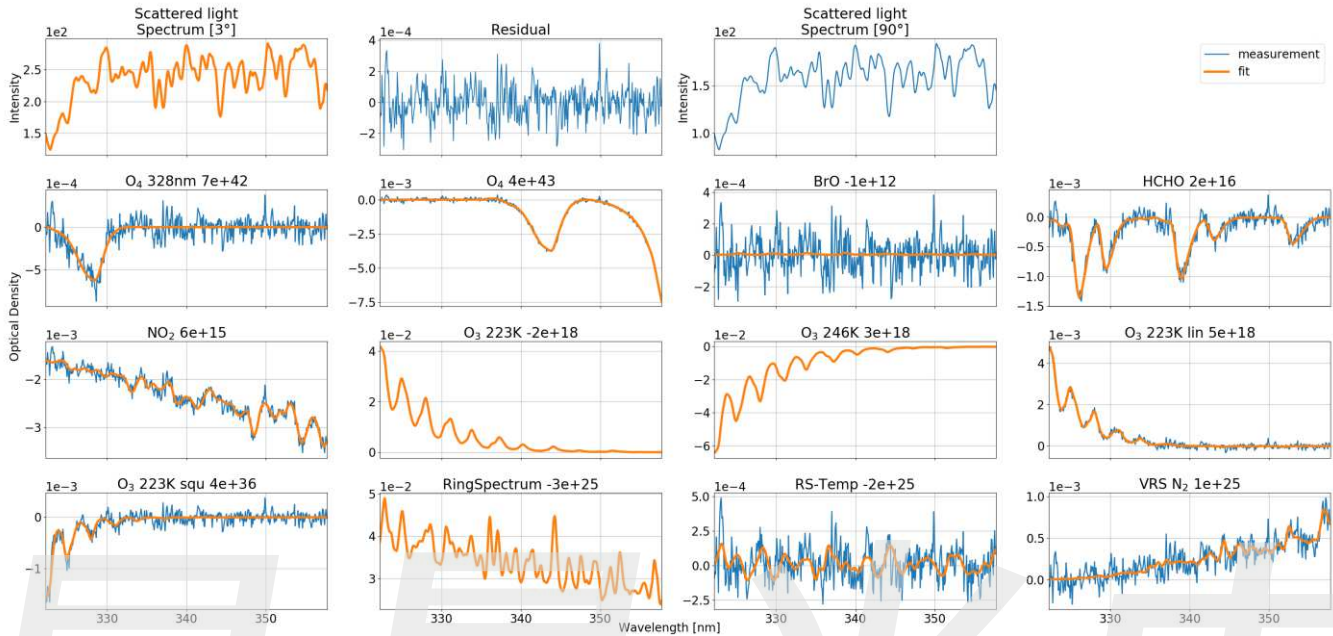 Scattered light
Spectrum [3°]
1e2
2.5
2.0
1.5
Intensity
Residual
1e−4
4
2
0
−2
Scattered light
Spectrum [90°]
1e2
1.5
1.0
Intensity
measurement
fit
O₄ 328nm 7e+42
1e−4
0
−5
O₄ 4e+43
1e−3
0.0
−2.5
−5.0
−7.5
BrO -1e+12
1e−4
4
2
0
−2
HCHO 2e+16
1e−3
0.0
−0.5
−1.0
−1.5
Optical Density
NO₂ 6e+15
1e−3
−2
−3
O₃ 223K -2e+18
1e−2
4
2
0
O₃ 246K 3e+18
1e−2
0
−2
−4
−6
O₃ 223K lin 5e+18
1e−3
4
2
0
O₃ 223K squ 4e+36
1e−3
0
−1
330 340 350
RingSpectrum -3e+25
1e−2
5
4
3
330 340 350
RS-Temp -2e+25
1e−4
5.0
2.5
0.0
−2.5
330 340 350
VRS N₂ 1e+25
1e−3
1.0
0.5
0.0
330 340 350
Wavelength [nm]